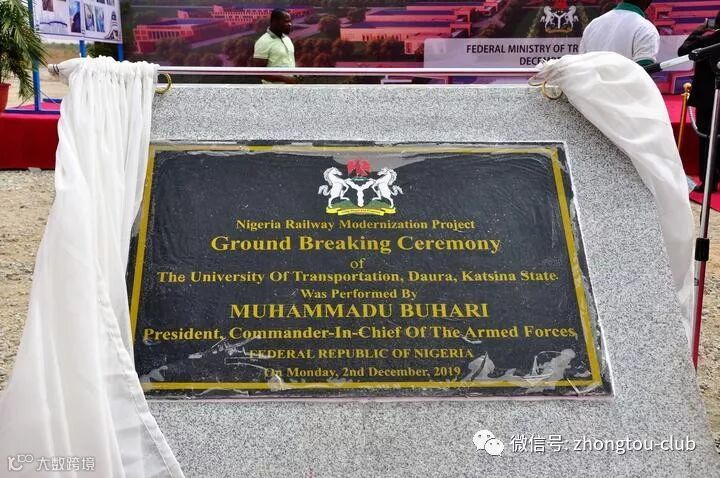 FEDERAL MINISTRY OF TR
DECE
Nigeria Railway Modernization Project
Ground Breaking Ceremony
of
The University Of Transportation, Daura, Katsina State.
Was Performed By
MUHAMMADU BUHARI
President, Commander-In-Chief Of The Armed Forces,
FEDERAL REPUBLIC OF NIGERIA
On Monday, 2nd December, 2019
微信号: zhongtou-club
大数跨境